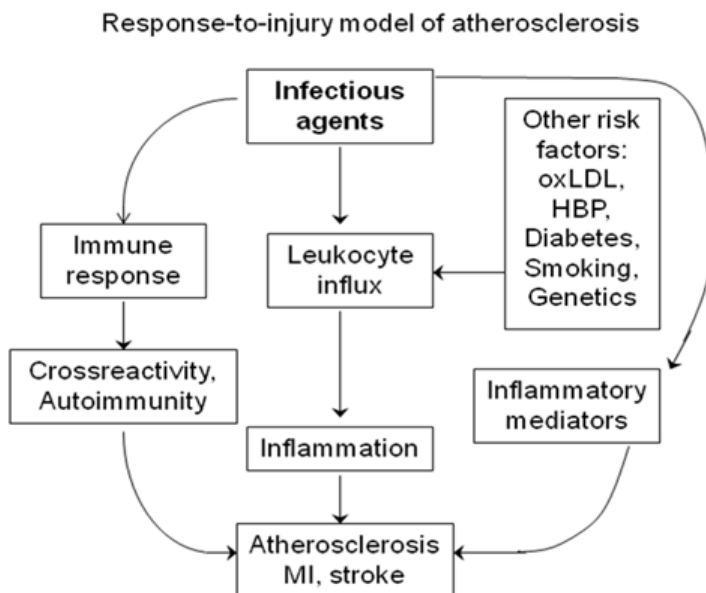 Response-to-injury model of atherosclerosis
Infectious
agents
Other risk
factors:
oxLDL,
HBP,
Diabetes,
Smoking,
Genetics
Immune
response
Leukocyte
influx
Crossreactivity,
Autoimmunity
Inflammatory
mediators
Inflammation
Atherosclerosis
MI, stroke